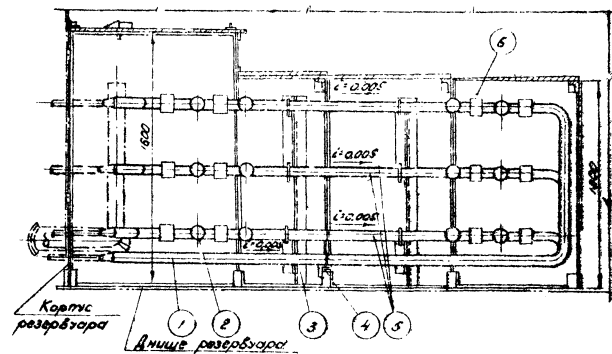 6
i=0.005
1600
i=0.005
1000
i=0.005
i=0.005
Корпус
резервуара
1 2 3 4 5
Днище резервуара